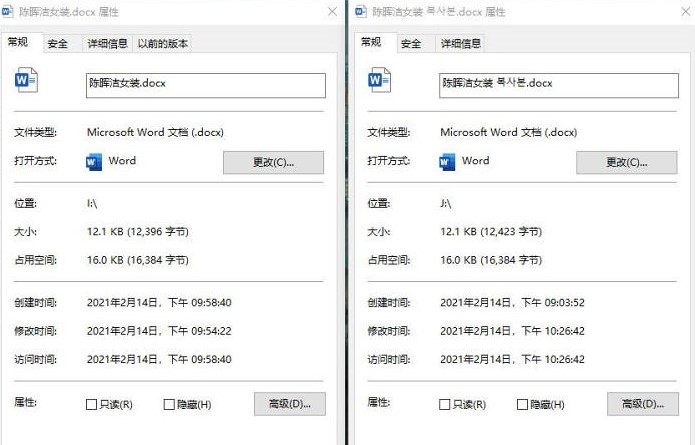 陈晖洁女装.docx 属性
常规 安全 详细信息 以前的版本
陈晖洁女装.docx
文件类型: Microsoft Word 文档 (.docx)
打开方式: Word 更改(C)...
位置: I:\
大小: 12.1 KB (12,396 字节)
占用空间: 16.0 KB (16,384 字节)
创建时间: 2021年2月14日，下午 09:58:40
修改时间: 2021年2月14日，下午 09:54:22
访问时间: 2021年2月14日，下午 09:58:40
属性: 只读(R) 隐藏(H) 高级(D)...
陈晖洁女装 복사본.docx 属性
常规 安全 详细信息
陈晖洁女装 복사본.docx
文件类型: Microsoft Word 文档 (.docx)
打开方式: Word 更改(C)...
位置: J:\
大小: 12.1 KB (12,423 字节)
占用空间: 16.0 KB (16,384 字节)
创建时间: 2021年2月14日，下午 09:03:52
修改时间: 2021年2月14日，下午 10:26:42
访问时间: 2021年2月14日，下午 10:26:42
属性: 只读(R) 隐藏(H) 高级(D)...